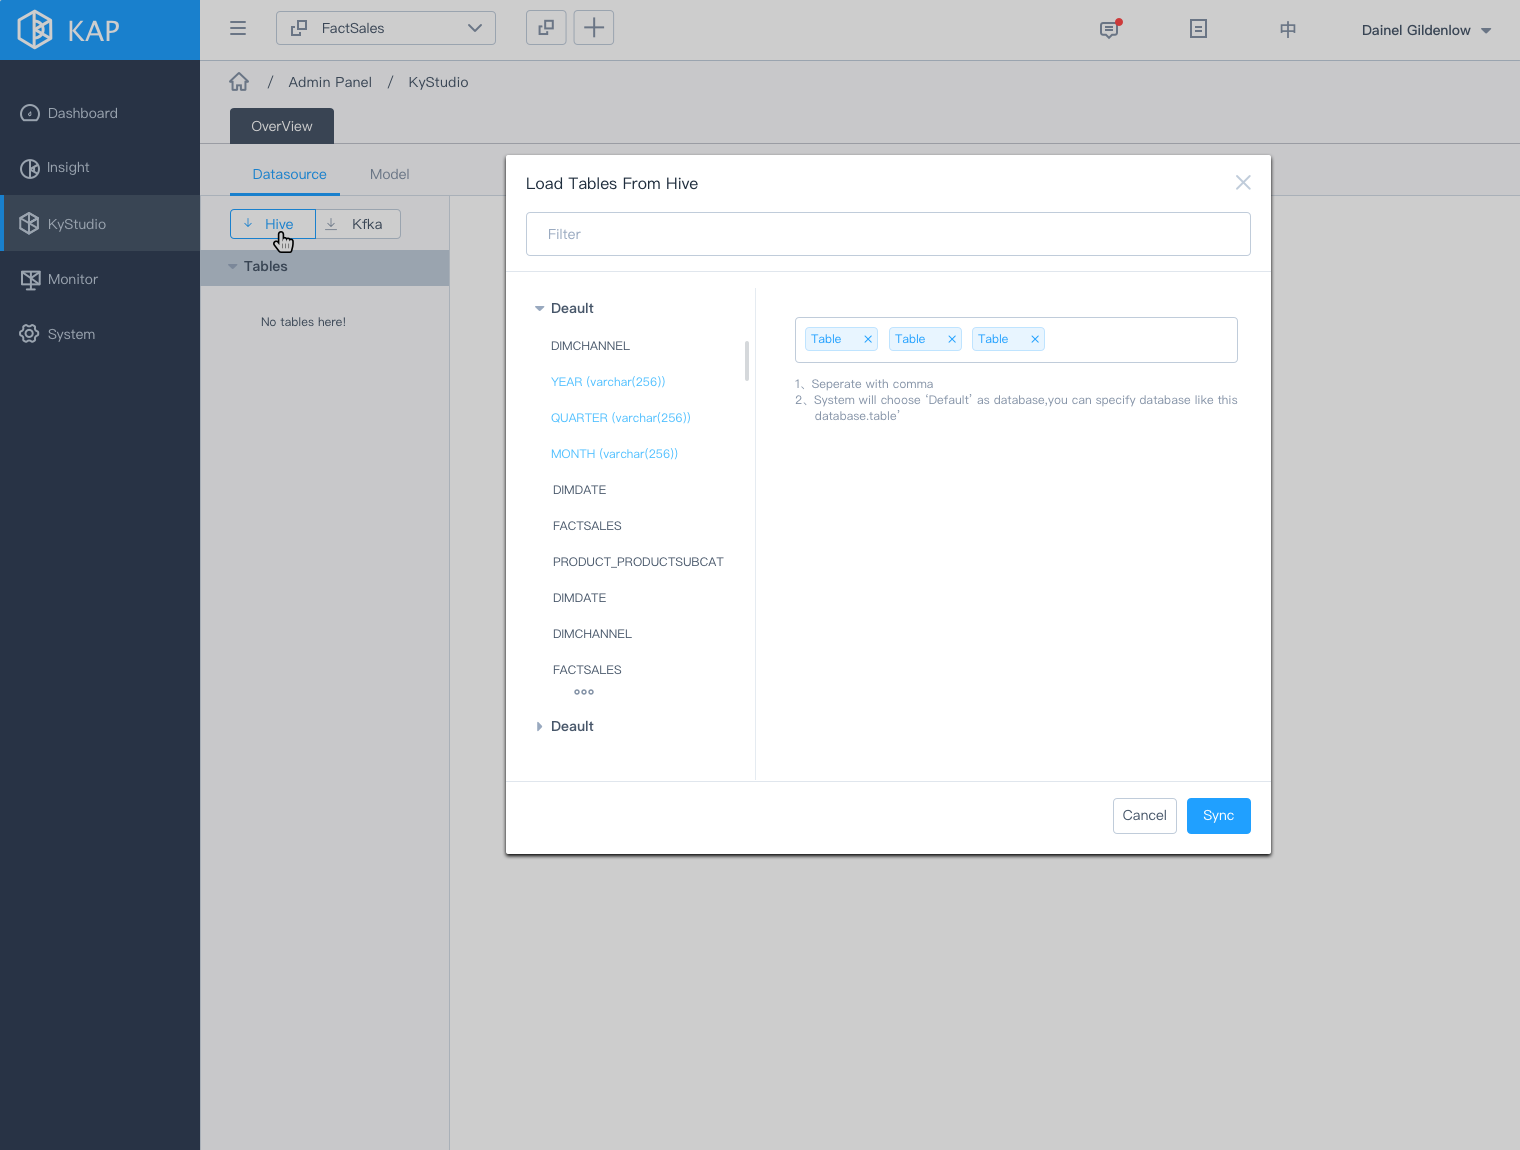 KAP
FactSales
中
Dainel Gildenlow
/ Admin Panel / KyStudio
OverView
Dashboard
Insight
KyStudio
Monitor
System
Datasource
Model
Hive
Kfka
Tables
No tables here!
Load Tables From Hive
Filter
Deault
DIMCHANNEL
YEAR (varchar(256))
QUARTER (varchar(256))
MONTH (varchar(256))
DIMDATE
FACTSALES
PRODUCT_PRODUCTSUBCAT
DIMDATE
DIMCHANNEL
FACTSALES
Deault
Table × Table × Table ×
1、Seperate with comma
2、System will choose ‘Default’ as database,you can specify database like this
database.table’
Cancel
Sync